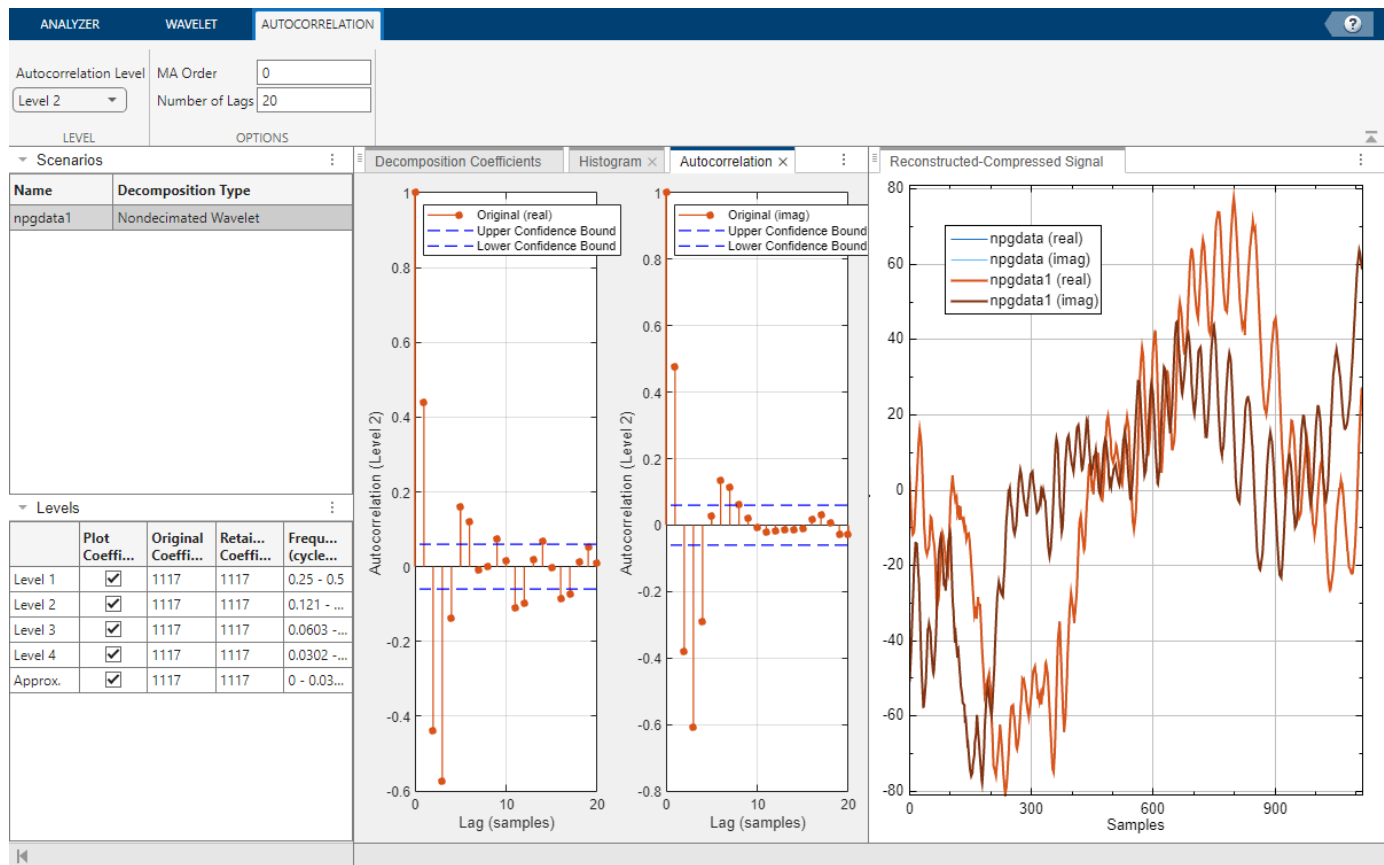 ANALYZER WAVELET AUTOCORRELATION ?
Autocorrelation Level MA Order 0
Level 2 Number of Lags 20
LEVEL OPTIONS
Scenarios
Name Decomposition Type
npgdata1 Nondecimated Wavelet
Levels
Plot Coeffi... Original Coeffi... Retai... Coeffi... Frequ... (cycle...
Level 1 1117 1117 0.25 - 0.5
Level 2 1117 1117 0.121 - ...
Level 3 1117 1117 0.0603 -...
Level 4 1117 1117 0.0302 -...
Approx. 1117 1117 0 - 0.03...
Decomposition Coefficients Histogram × Autocorrelation ×
Original (real)
Upper Confidence Bound
Lower Confidence Bound
1
0.8
0.6
0.4
0.2
0
-0.2
-0.4
-0.6
Autocorrelation (Level 2)
0 10 20
Lag (samples)
Original (imag)
Upper Confidence Bound
Lower Confidence Bound
1
0.8
0.6
0.4
0.2
0
-0.2
-0.4
-0.6
-0.8
Autocorrelation (Level 2)
0 10 20
Lag (samples)
Reconstructed-Compressed Signal
npgdata (real)
npgdata (imag)
npgdata1 (real)
npgdata1 (imag)
80
60
40
20
0
-20
-40
-60
-80
0 300 600 900
Samples